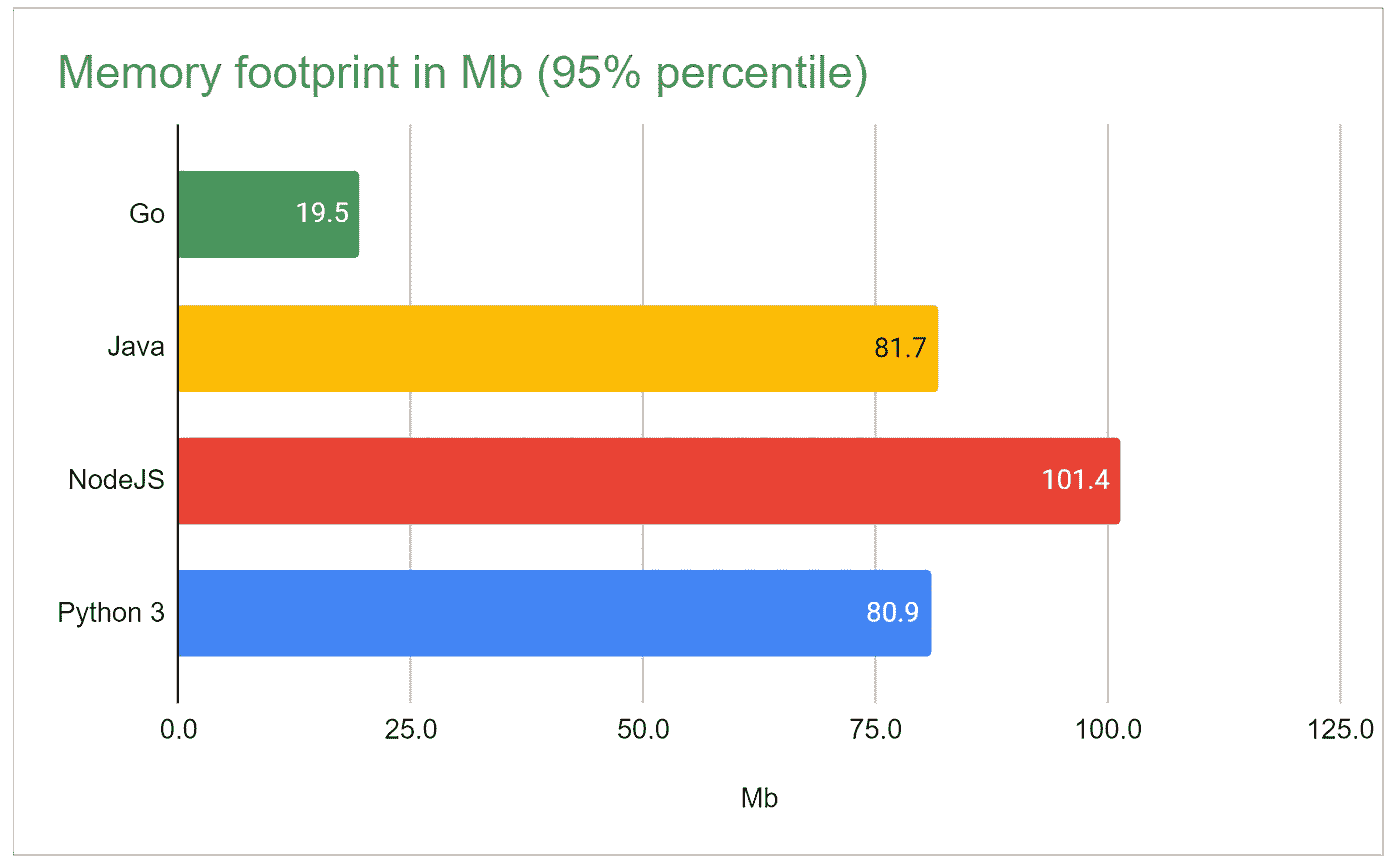 Memory footprint in Mb (95% percentile)
Go
19.5
Java
81.7
NodeJS
101.4
Python 3
80.9
0.0 25.0 50.0 75.0 100.0 125.0
Mb